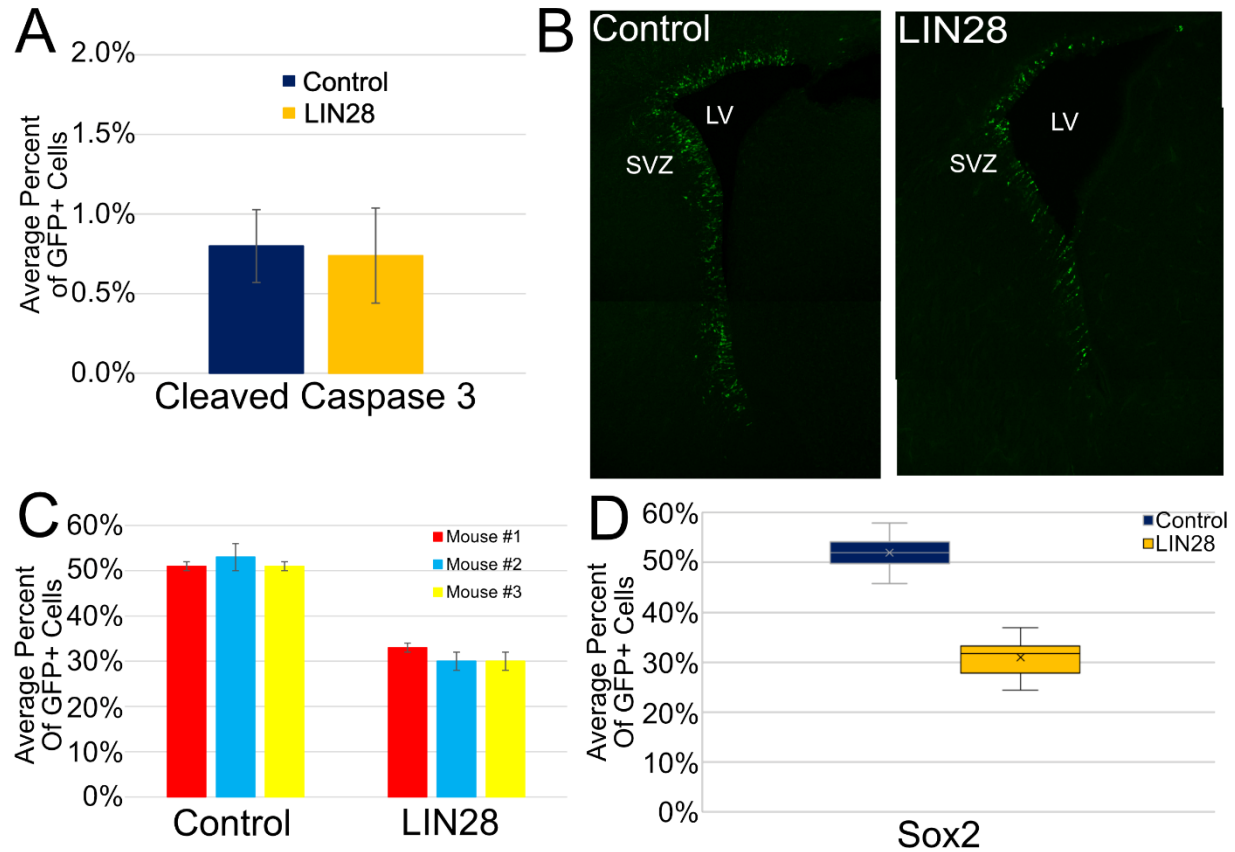 A
2.0%
1.5%
1.0%
0.5%
0.0%
Average Percent
of GFP+ Cells
Control
LIN28
Cleaved Caspase 3
B
Control
LV
SVZ
LIN28
LV
SVZ
C
60%
50%
40%
30%
20%
10%
0%
Average Percent
Of GFP+ Cells
Mouse #1
Mouse #2
Mouse #3
Control
LIN28
D
60%
50%
40%
30%
20%
10%
0%
Average Percent
Of GFP+ Cells
Control
LIN28
Sox2